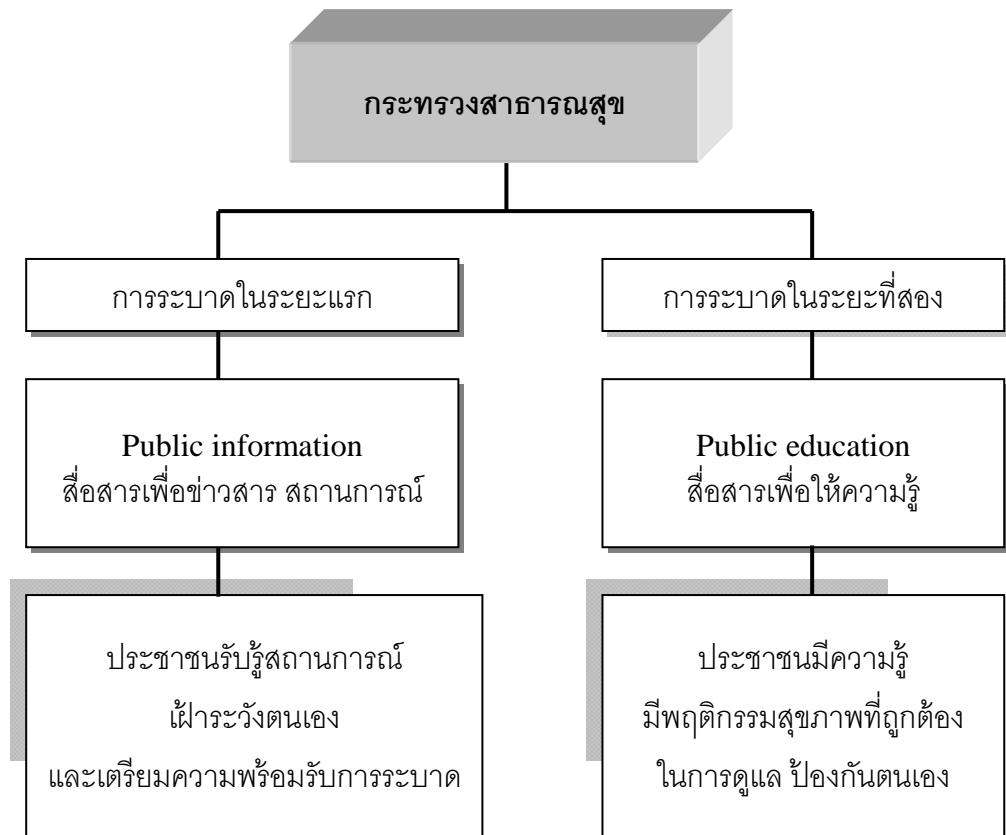 กระทรวงสาธารณสุข
การระบาดในระยะแรก
การระบาดในระยะที่สอง
Public information
สื่อสารเพื่อข่าวสาร สถานการณ์
Public education
สื่อสารเพื่อให้ความรู้
ประชาชนรับรู้สถานการณ์
เฝ้าระวังตนเอง
และเตรียมความพร้อมรับการระบาด
ประชาชนมีความรู้
มีพฤติกรรมสุขภาพที่ถูกต้อง
ในการดูแล ป้องกันตนเอง